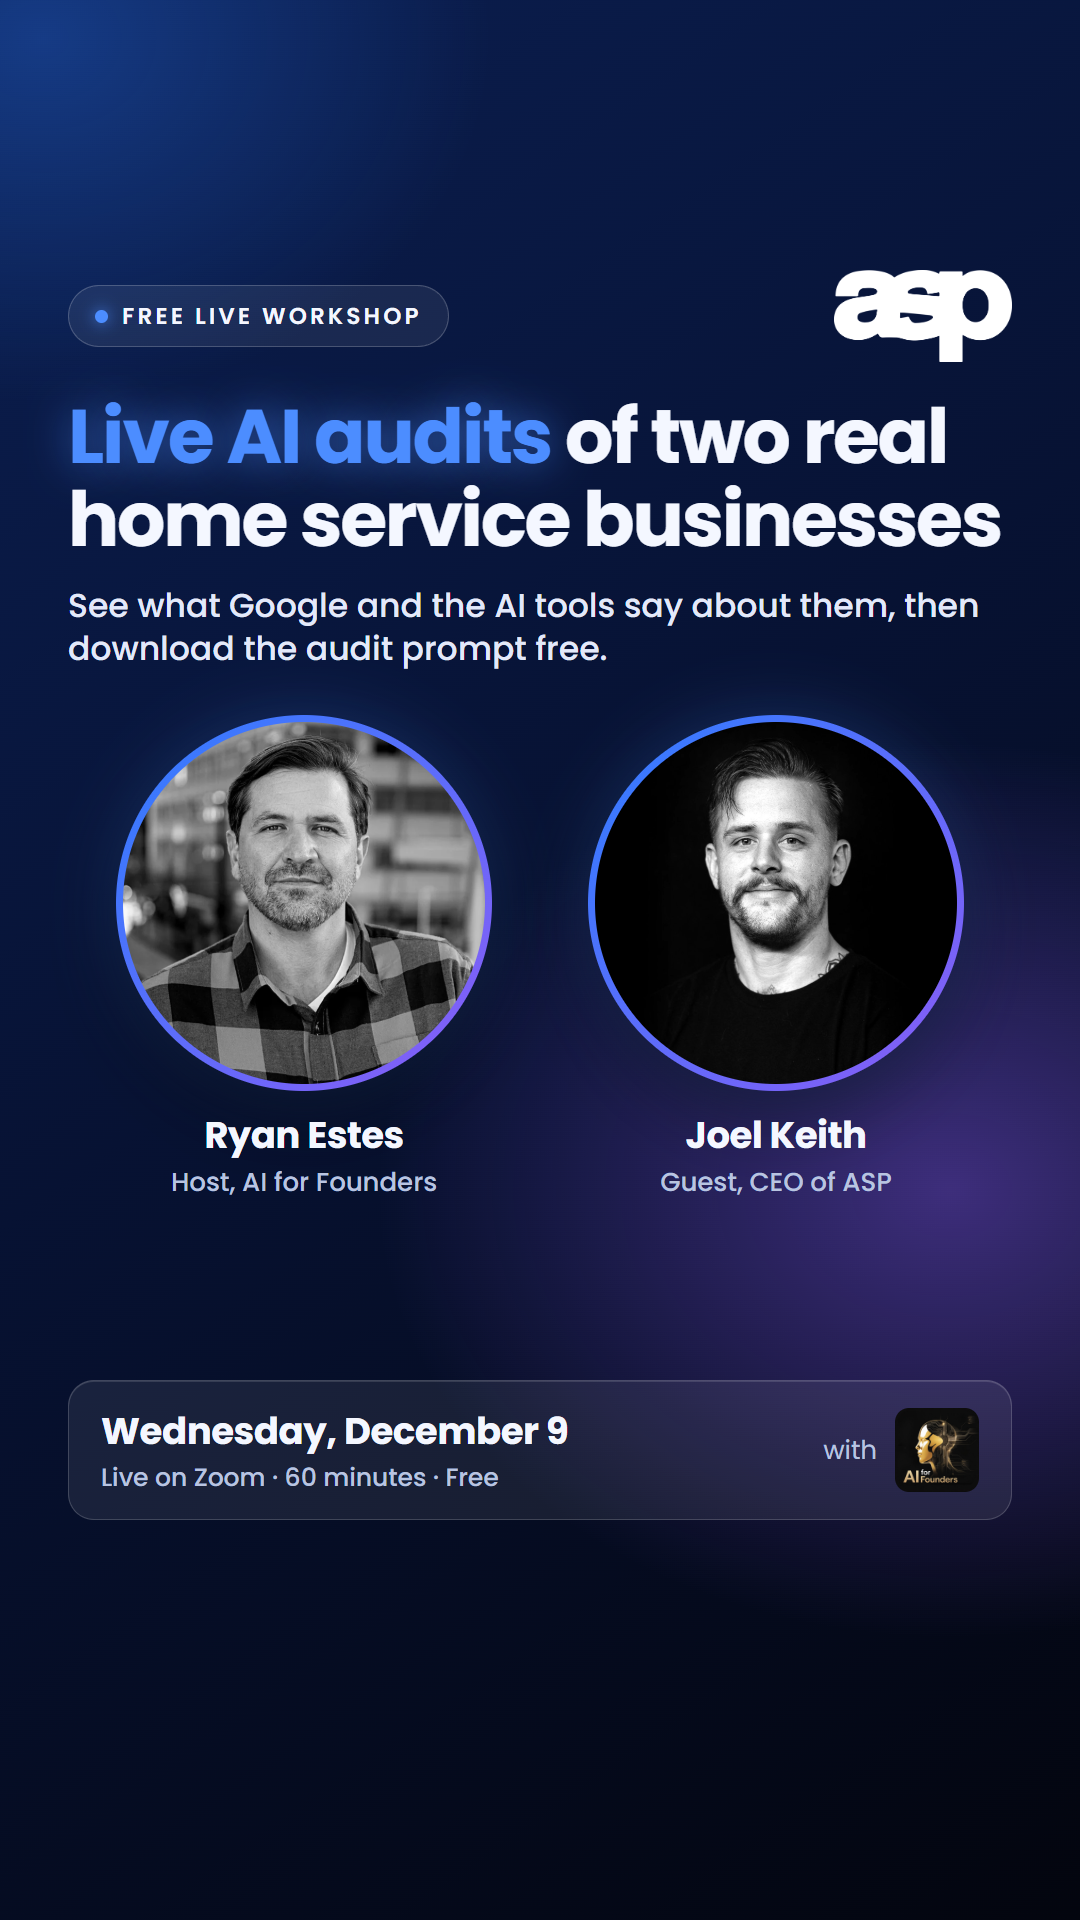 FREE LIVE WORKSHOP
asp
Live AI audits of two real
home service businesses
See what Google and the AI tools say about them, then
download the audit prompt free.
Ryan Estes
Host, AI for Founders
Joel Keith
Guest, CEO of ASP
Wednesday, December 9
Live on Zoom · 60 minutes · Free
with
AI for Founders